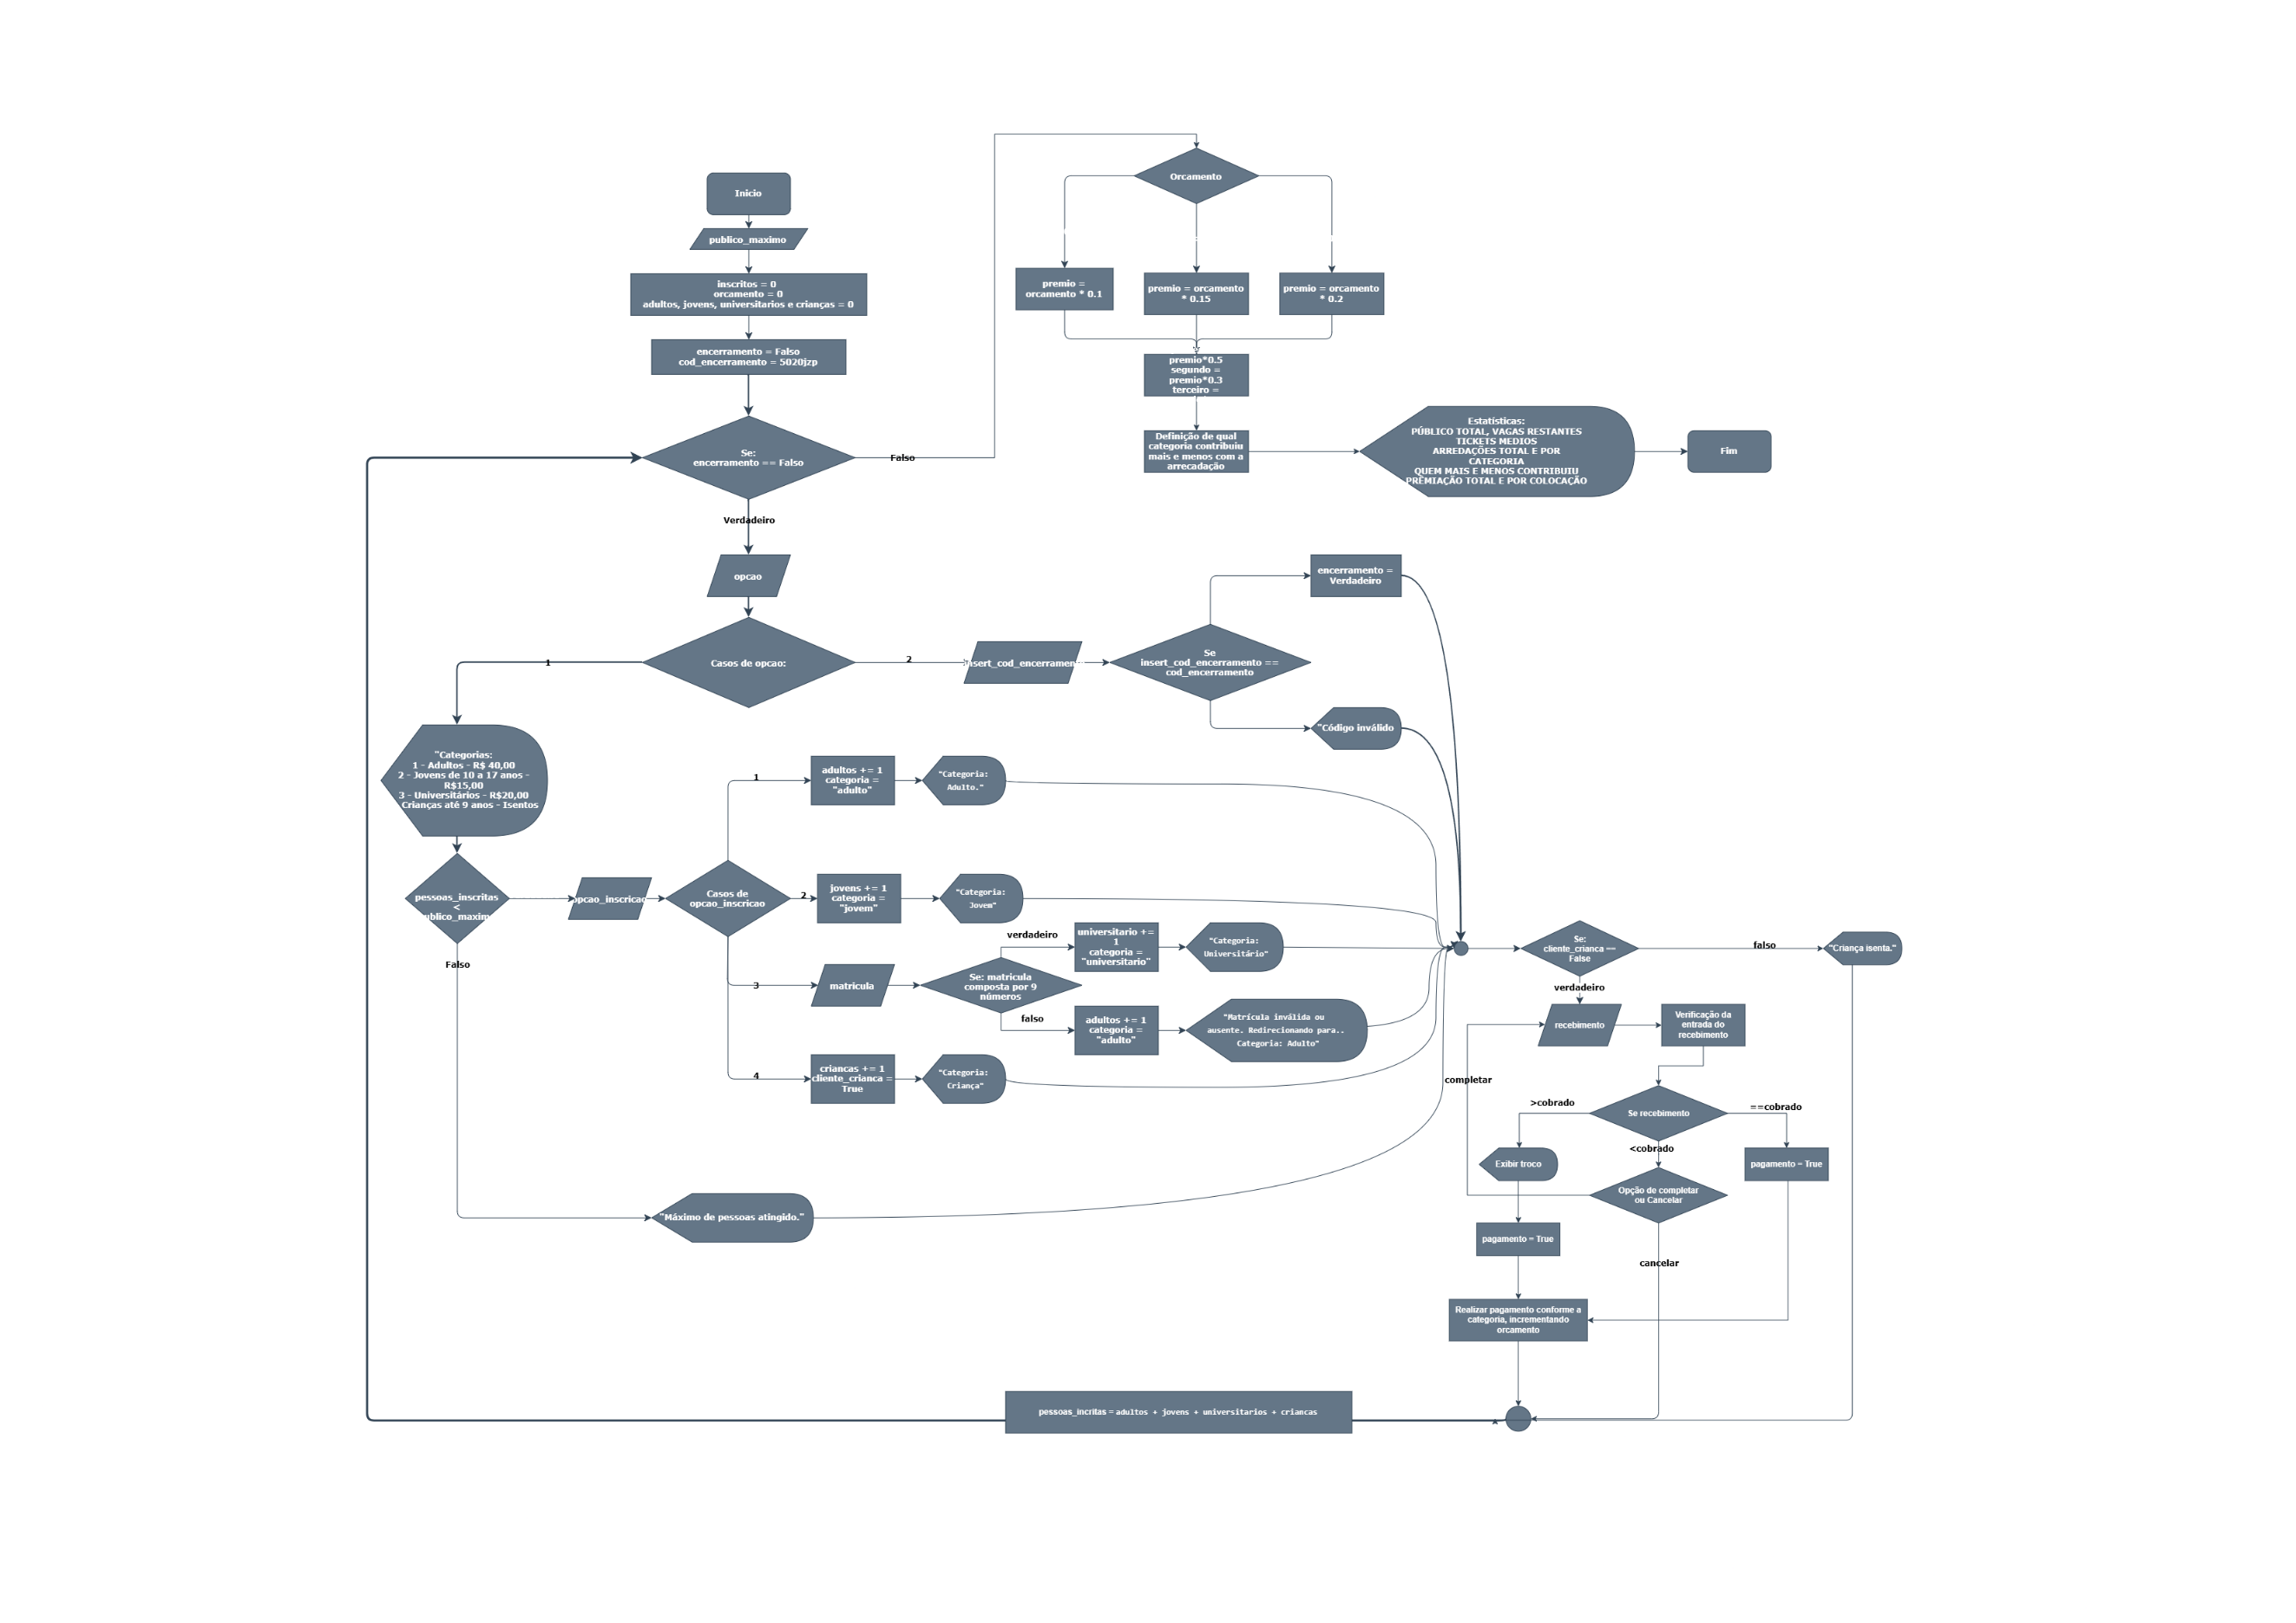 Inicio
publico_maximo
inscritos = 0
orcamento = 0
adultos, jovens, universitarios e crianças = 0
encerramento = Falso
cod_encerramento = 5020jzp
Se:
encerramento == Falso
Falso
Verdadeiro
Orcamento
premio =
orcamento * 0.1
premio = orcamento
* 0.15
premio = orcamento
* 0.2
premio*0.5
segundo =
premio*0.3
terceiro =
Definição de qual
categoria contribuiu
mais e menos com a
arrecadação
Estatísticas:
PÚBLICO TOTAL, VAGAS RESTANTES
TICKETS MEDIOS
ARREDAÇÕES TOTAL E POR
CATEGORIA
QUEM MAIS E MENOS CONTRIBUIU
PREMIAÇÃO TOTAL E POR COLOCAÇÃO
Fim
opcao
Casos de opcao:
1
2
insert_cod_encerramento
Se
insert_cod_encerramento ==
cod_encerramento
encerramento =
Verdadeiro
"Código inválido
"Categorias:
1 - Adultos - R$ 40,00
2 - Jovens de 10 a 17 anos -
R$15,00
3 - Universitários - R$20,00
Crianças até 9 anos - Isentos
pessoas_inscritas
<
publico_maximo
Falso
opcao_inscricao
Casos de
opcao_inscricao
1
adultos += 1
categoria =
"adulto"
"Categoria:
Adulto."
2
jovens += 1
categoria =
"jovem"
"Categoria:
Jovem"
3
matricula
Se: matricula
composta por 9
números
verdadeiro
universitario +=
1
categoria =
"universitario"
"Categoria:
Universitário"
falso
adultos += 1
categoria =
"adulto"
"Matrícula inválida ou
ausente. Redirecionando para..
Categoria: Adulto"
4
criancas += 1
cliente_crianca =
True
"Categoria:
Criança"
"Máximo de pessoas atingido."
Se:
cliente_crianca ==
False
falso
"Criança isenta."
verdadeiro
recebimento
Verificação da
entrada do
recebimento
completar
Se recebimento
>cobrado
==cobrado
<cobrado
Exibir troco
pagamento = True
Opção de completar
ou Cancelar
pagamento = True
cancelar
Realizar pagamento conforme a
categoria, incrementando
orcamento
pessoas_incritas = adultos + jovens + universitarios + criancas